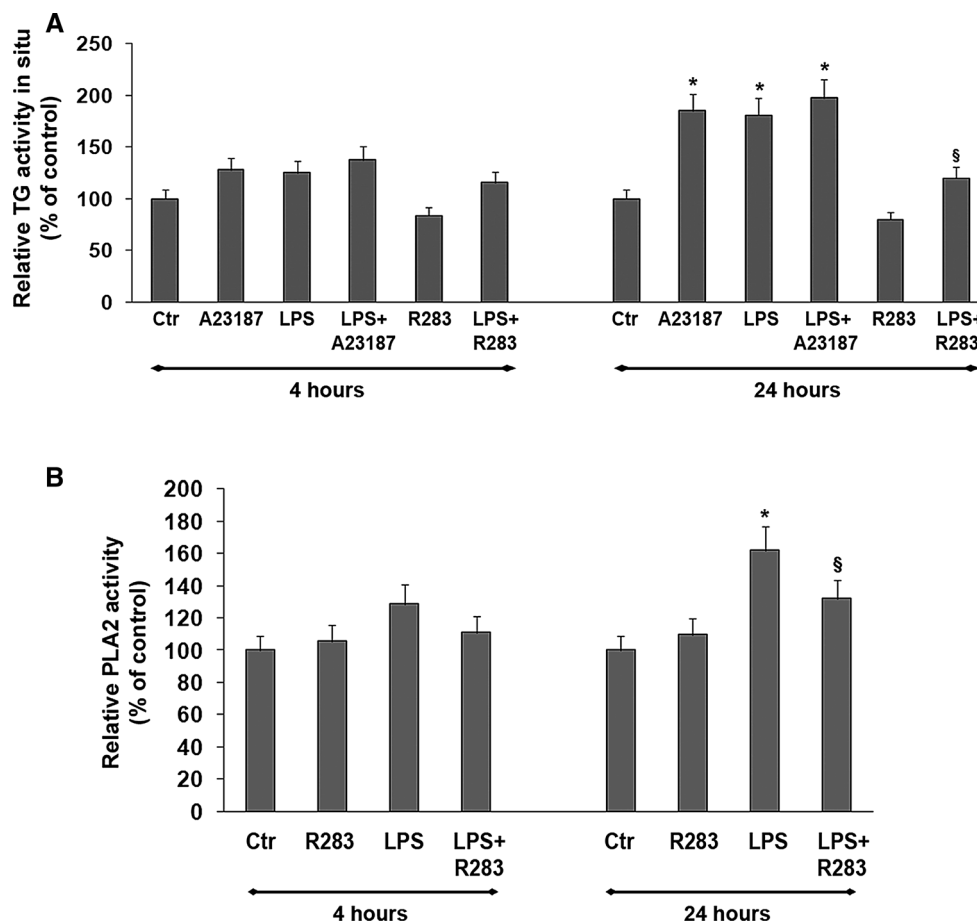 A
Relative TG activity in situ
(% of control)
250
200
150
100
50
0
* * *
§
Ctr A23187 LPS LPS+ R283 LPS+
A23187 R283
Ctr A23187 LPS LPS+ R283 LPS+
A23187 R283
4 hours
24 hours
B
Relative PLA2 activity
(% of control)
200
180
160
140
120
100
80
60
40
20
0
*
§
Ctr R283 LPS LPS+
R283
Ctr R283 LPS LPS+
R283
4 hours
24 hours